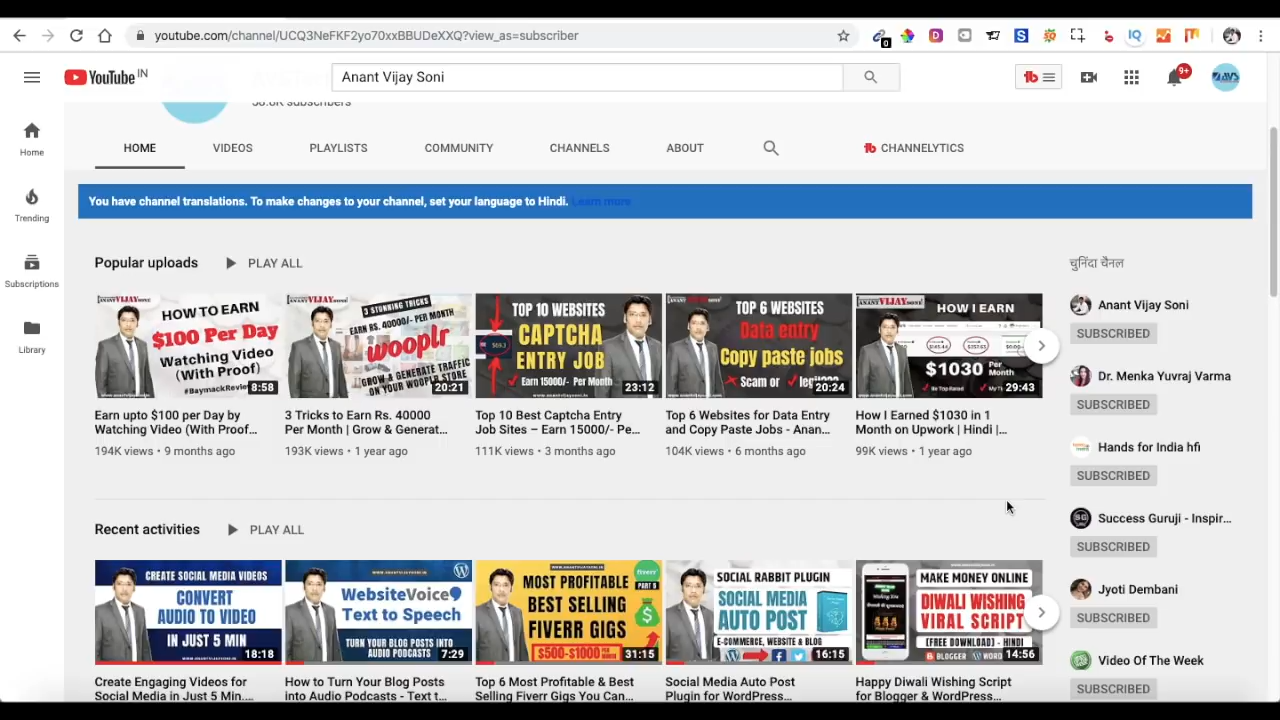 youtube.com/channel/UCQ3NeFKF2yo70xxBBUDeXXQ?view_as=subscriber
0
IQ
YouTube IN
Anant Vijay Soni
9+
AVS
subscribers
HOME
VIDEOS
PLAYLISTS
COMMUNITY
CHANNELS
ABOUT
CHANNELYTICS
Home
Trending
Subscriptions
Library
You have channel translations. To make changes to your channel, set your language to Hindi. Learn more
Popular uploads
PLAY ALL
HOW TO EARN
$100 Per Day
Watching Video
(With Proof)
8:58
Earn upto $100 per Day by
Watching Video (With Proof...
194K views • 9 months ago
3 STUNNING TRICKS
EARN RS. 40000/- PER MONTH
wooplr
GROW & GENERATE TRAFFIC
ON YOUR WOOPLR STORE
20:21
3 Tricks to Earn Rs. 40000
Per Month | Grow & Generat...
193K views • 1 year ago
TOP 10 WEBSITES
CAPTCHA
ENTRY JOB
Earn 15000/- Per Month
23:12
Top 10 Best Captcha Entry
Job Sites – Earn 15000/- Pe...
111K views • 3 months ago
TOP 6 WEBSITES
Data entry
Copy paste jobs
Scam or
20:24
Top 6 Websites for Data Entry
and Copy Paste Jobs - Anan...
104K views • 6 months ago
HOW I EARN
$1030 Per
Month
29:43
How I Earned $1030 in 1
Month on Upwork | Hindi |...
99K views • 1 year ago
Recent activities
PLAY ALL
CREATE SOCIAL MEDIA VIDEOS
CONVERT
AUDIO TO VIDEO
IN JUST 5 MIN
18:18
Create Engaging Videos for
Social Media in Just 5 Min...
WebsiteVoice
Text to Speech
TURN YOUR BLOG POSTS
INTO AUDIO PODCASTS
7:29
How to Turn Your Blog Posts
into Audio Podcasts - Text t...
MOST PROFITABLE
fiverr
BEST SELLING
FIVERR GIGS
$500-$1000
31:15
Top 6 Most Profitable & Best
Selling Fiverr Gigs You Can...
SOCIAL RABBIT PLUGIN
SOCIAL MEDIA
AUTO POST
E-COMMERCE, WEBSITE & BLOG
16:15
Social Media Auto Post
Plugin for WordPress...
MAKE MONEY ONLINE
DIWALI WISHING
VIRAL SCRIPT
[FREE DOWNLOAD] - HINDI
BLOGGER
14:56
Happy Diwali Wishing Script
for Blogger & WordPress...
चुनिंदा चैनल
Anant Vijay Soni
SUBSCRIBED
Dr. Menka Yuvraj Varma
SUBSCRIBED
Hands for India hfi
SUBSCRIBED
Success Guruji - Inspir...
SUBSCRIBED
Jyoti Dembani
SUBSCRIBED
Video Of The Week
SUBSCRIBED